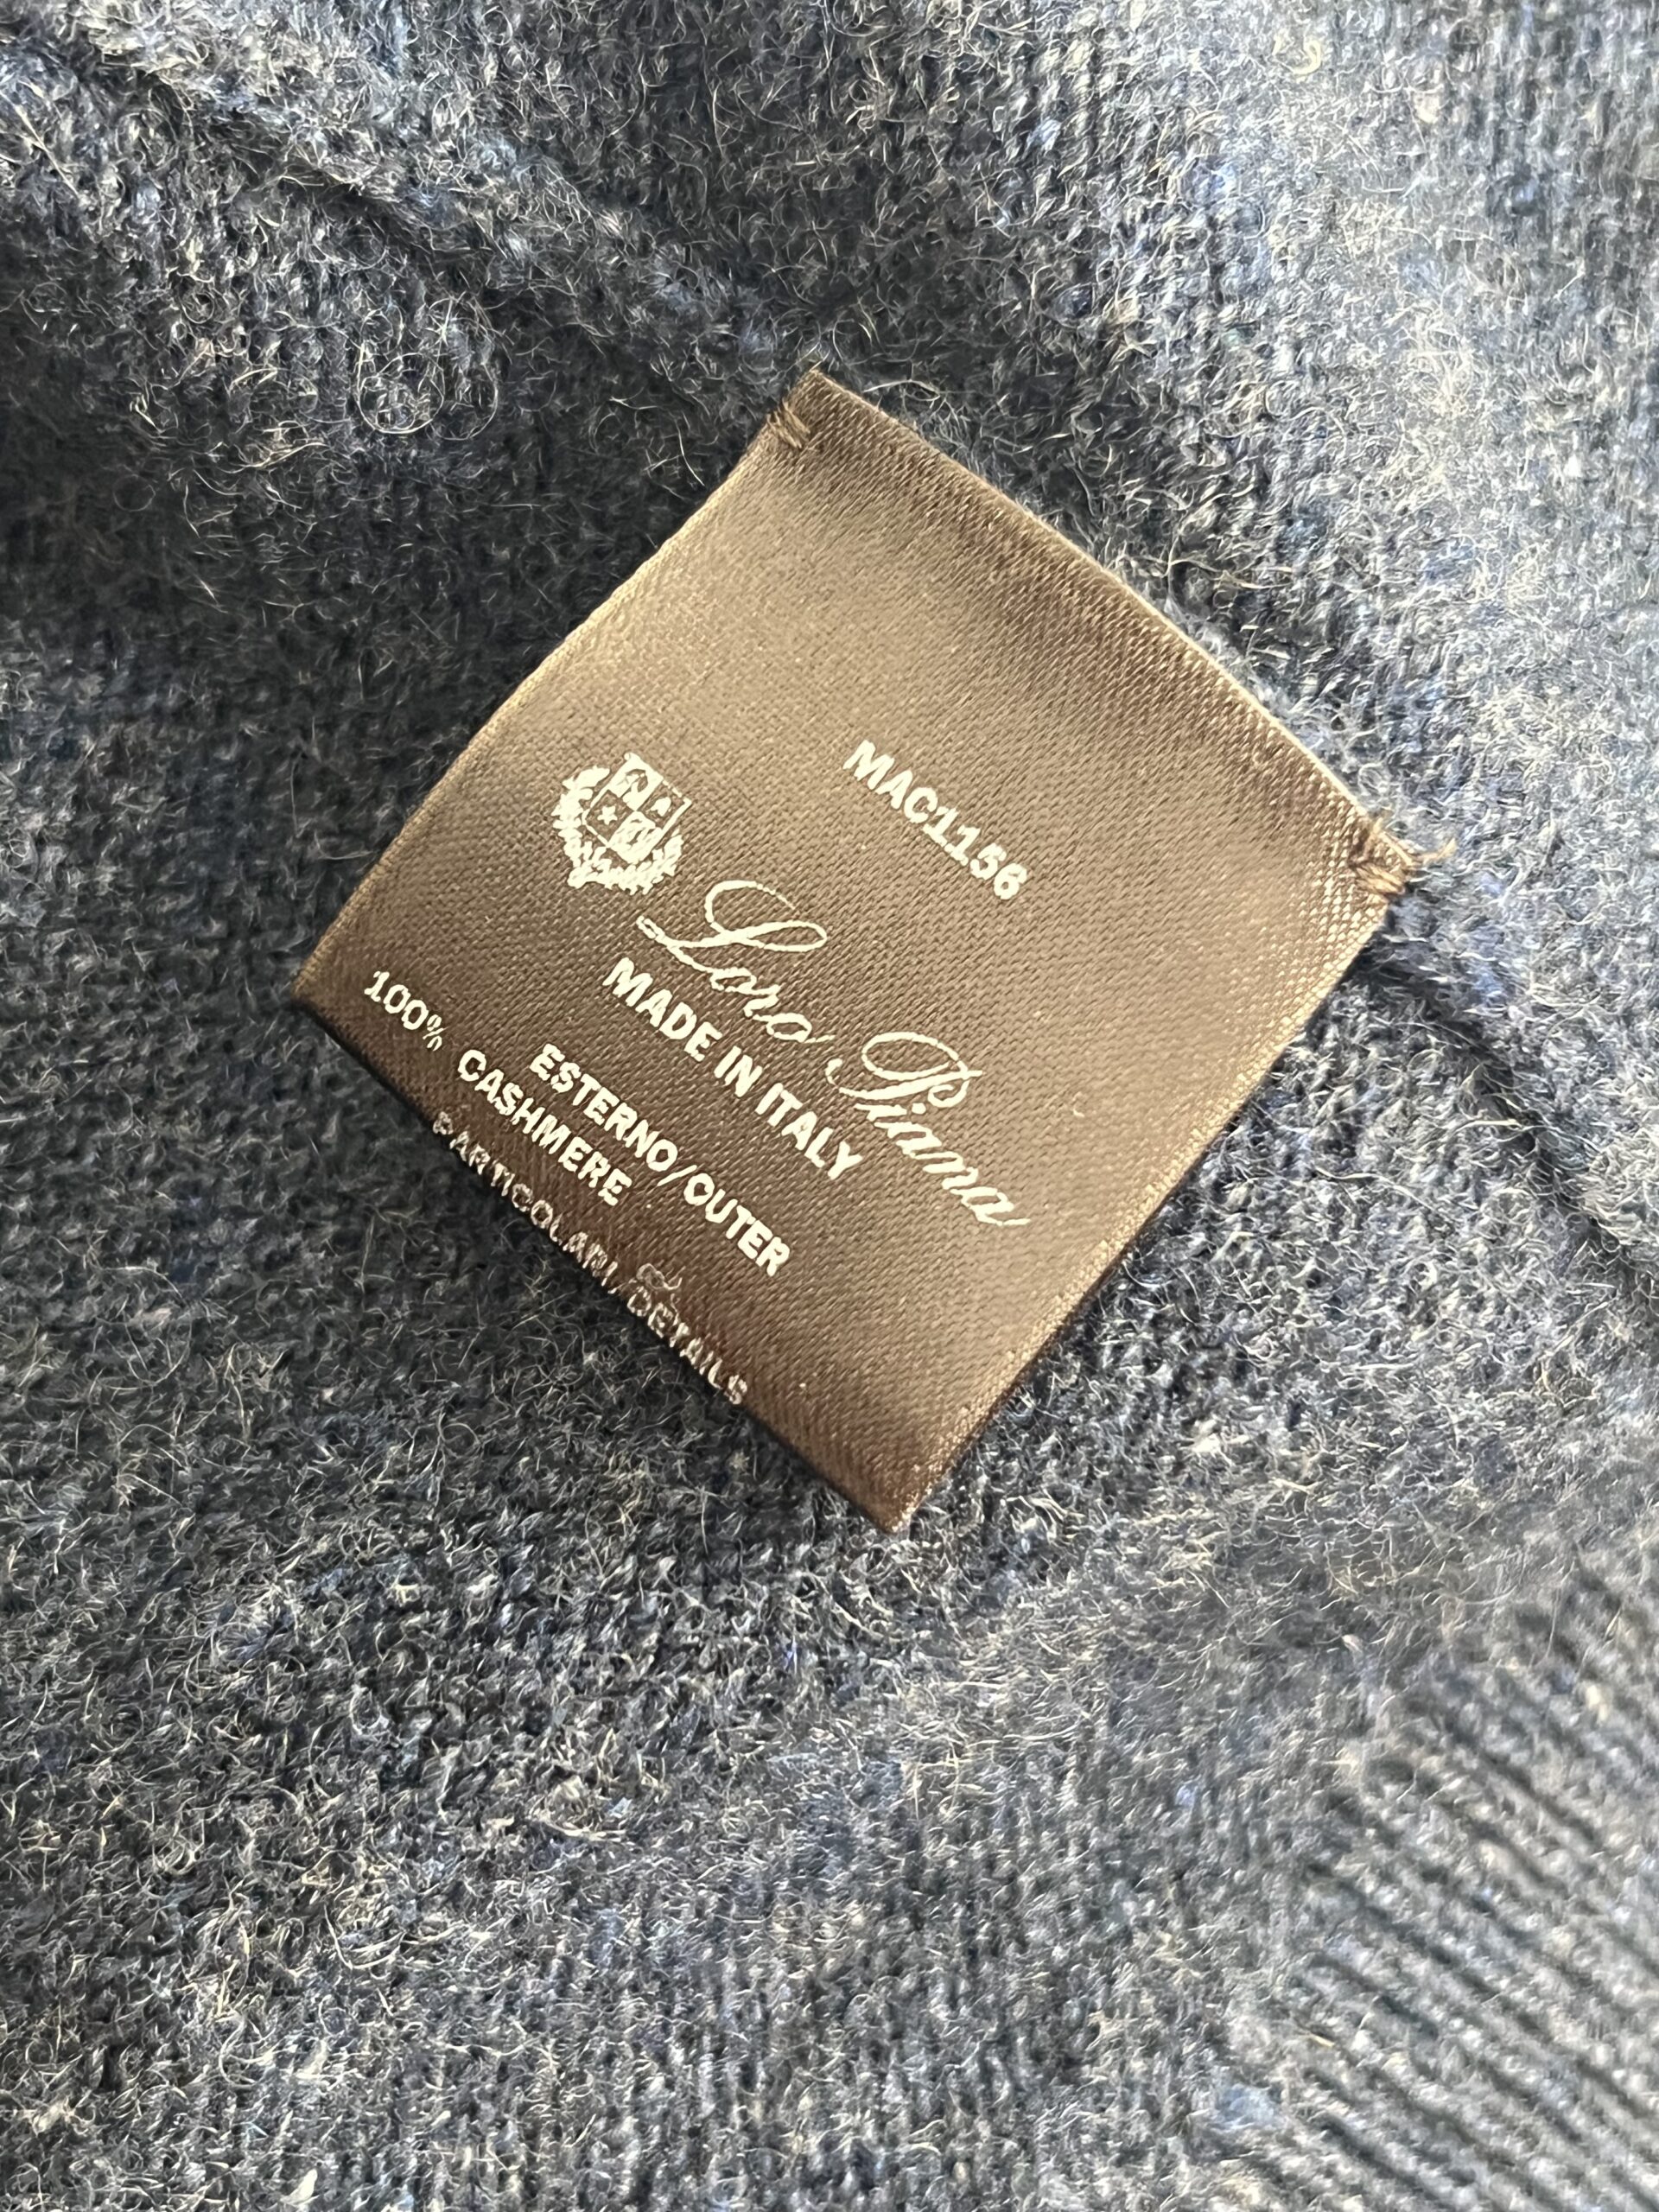 MAC1156
Loro Piana
MADE IN ITALY
ESTERNO/OUTER
100% CASHMERE
PARTICOLARI/DETAILS